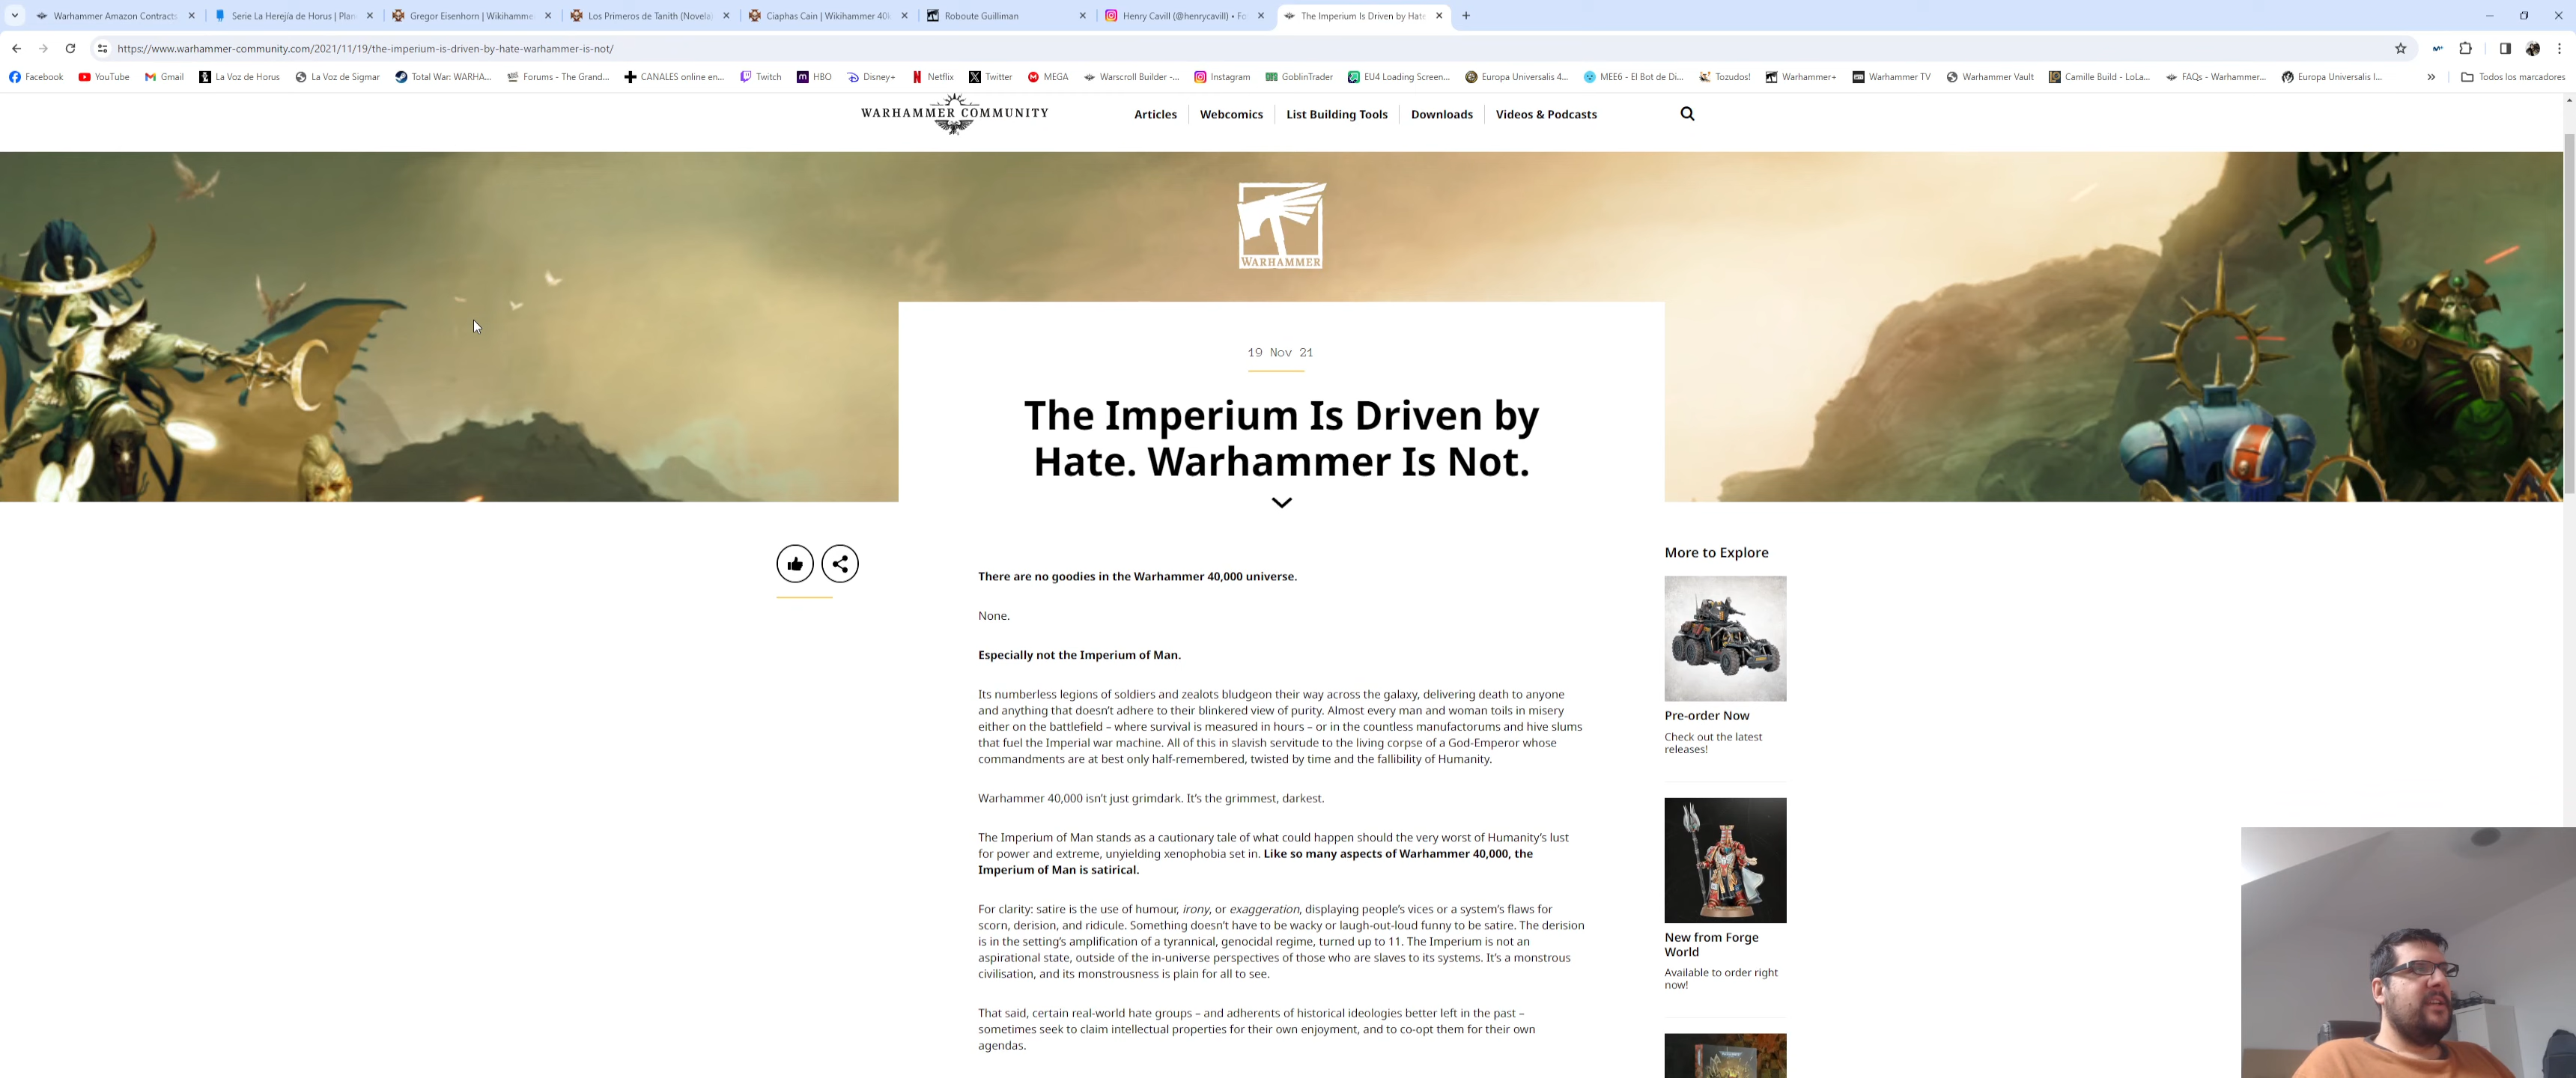 Warhammer Amazon Contracts
Serie La Herejía de Horus | Plan
Gregor Eisenhorn | Wikihamme
Los Primeros de Tanith (Novela)
Ciaphas Cain | Wikihammer 40k
Roboute Guilliman
Henry Cavill (@henrycavill) • Fo
The Imperium Is Driven by Hate
https://www.warhammer-community.com/2021/11/19/the-imperium-is-driven-by-hate-warhammer-is-not/
Facebook
YouTube
Gmail
La Voz de Horus
La Voz de Sigmar
Total War: WARHA...
Forums - The Grand...
CANALES online en...
Twitch
HBO
Disney+
Netflix
Twitter
MEGA
Warscroll Builder -...
Instagram
GoblinTrader
EU4 Loading Screen...
Europa Universalis 4...
MEE6 - El Bot de Di...
Tozudos!
Warhammer+
Warhammer TV
Warhammer Vault
Camille Build - LoLa...
FAQs - Warhammer...
Europa Universalis I...
Todos los marcadores
WARHAMMER COMMUNITY
Articles
Webcomics
List Building Tools
Downloads
Videos & Podcasts
WARHAMMER
19 Nov 21
The Imperium Is Driven by
Hate. Warhammer Is Not.
There are no goodies in the Warhammer 40,000 universe.
None.
Especially not the Imperium of Man.
Its numberless legions of soldiers and zealots bludgeon their way across the galaxy, delivering death to anyone
and anything that doesn't adhere to their blinkered view of purity. Almost every man and woman toils in misery
either on the battlefield – where survival is measured in hours – or in the countless manufactorums and hive slums
that fuel the Imperial war machine. All of this in slavish servitude to the living corpse of a God-Emperor whose
commandments are at best only half-remembered, twisted by time and the fallibility of Humanity.
Warhammer 40,000 isn't just grimdark. It's the grimmest, darkest.
The Imperium of Man stands as a cautionary tale of what could happen should the very worst of Humanity's lust
for power and extreme, unyielding xenophobia set in. Like so many aspects of Warhammer 40,000, the
Imperium of Man is satirical.
For clarity: satire is the use of humour, irony, or exaggeration, displaying people's vices or a system's flaws for
scorn, derision, and ridicule. Something doesn't have to be wacky or laugh-out-loud funny to be satire. The derision
is in the setting's amplification of a tyrannical, genocidal regime, turned up to 11. The Imperium is not an
aspirational state, outside of the in-universe perspectives of those who are slaves to its systems. It's a monstrous
civilisation, and its monstrousness is plain for all to see.
That said, certain real-world hate groups – and adherents of historical ideologies better left in the past –
sometimes seek to claim intellectual properties for their own enjoyment, and to co-opt them for their own
agendas.
More to Explore
Pre-order Now
Check out the latest
releases!
New from Forge
World
Available to order right
now!